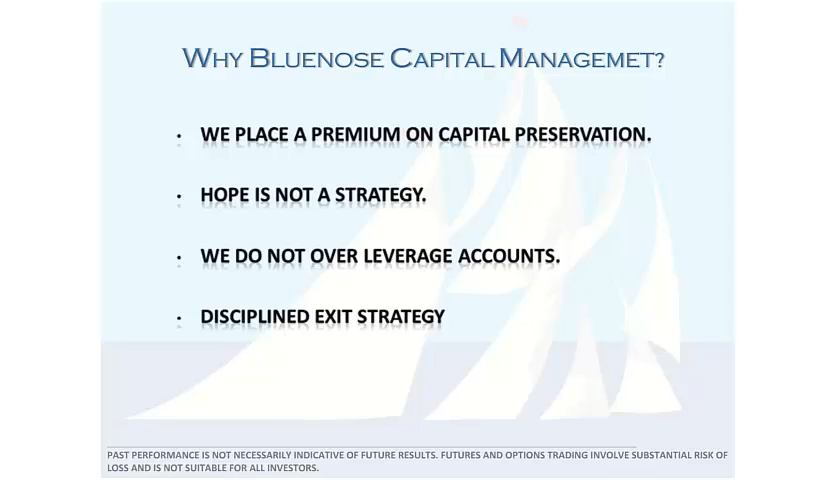 WHY BLUENOSE CAPITAL MANAGEMET?
• WE PLACE A PREMIUM ON CAPITAL PRESERVATION.
• HOPE IS NOT A STRATEGY.
• WE DO NOT OVER LEVERAGE ACCOUNTS.
• DISCIPLINED EXIT STRATEGY
PAST PERFORMANCE IS NOT NECESSARILY INDICATIVE OF FUTURE RESULTS. FUTURES AND OPTIONS TRADING INVOLVE SUBSTANTIAL RISK OF
LOSS AND IS NOT SUITABLE FOR ALL INVESTORS.